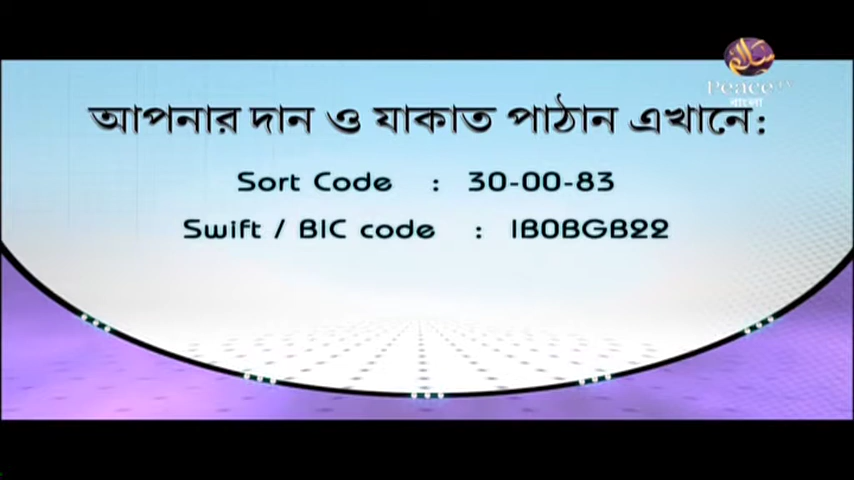 Peace TV
বাংলা
আপনার দান ও যাকাত পাঠান এখানে:
Sort Code : 30-00-83
Swift / BIC code : IBOBGB22